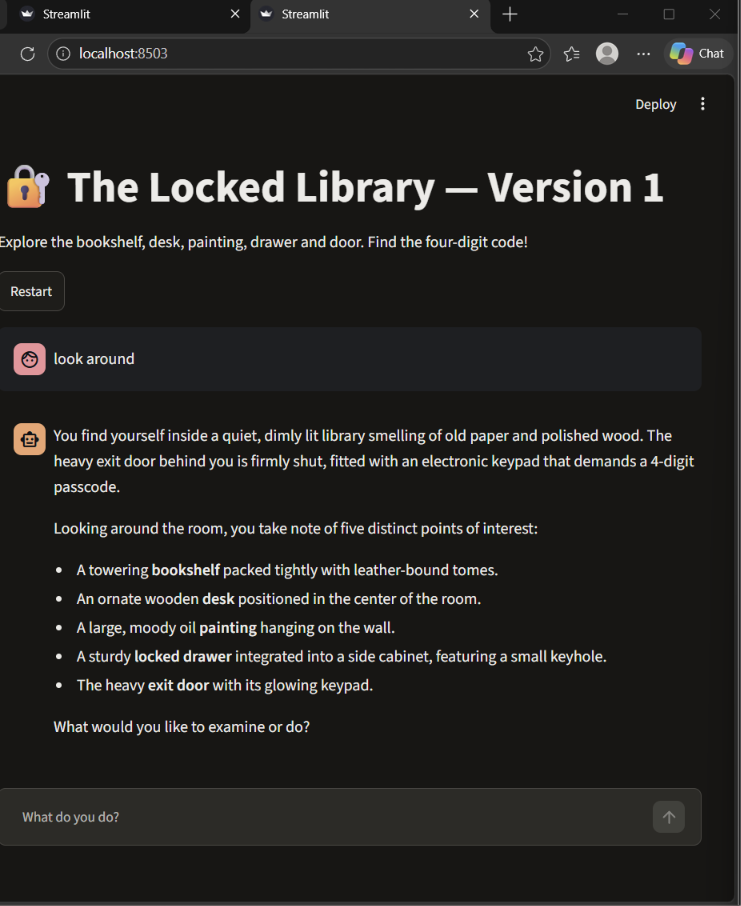 Streamlit
Streamlit
localhost:8503
Chat
Deploy
The Locked Library — Version 1
Explore the bookshelf, desk, painting, drawer and door. Find the four-digit code!
Restart
look around
You find yourself inside a quiet, dimly lit library smelling of old paper and polished wood. The
heavy exit door behind you is firmly shut, fitted with an electronic keypad that demands a 4-digit
passcode.
Looking around the room, you take note of five distinct points of interest:
• A towering bookshelf packed tightly with leather-bound tomes.
• An ornate wooden desk positioned in the center of the room.
• A large, moody oil painting hanging on the wall.
• A sturdy locked drawer integrated into a side cabinet, featuring a small keyhole.
• The heavy exit door with its glowing keypad.
What would you like to examine or do?
What do you do?